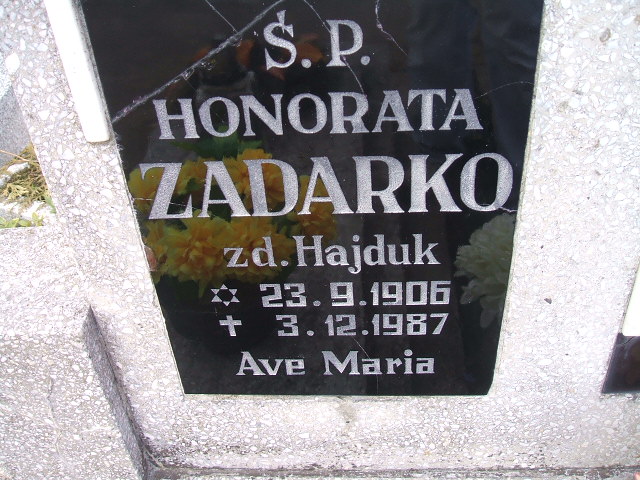 Ś. P.
HONORATA
ZADARKO
zd. Hajduk
✡ 23. 9. 1906
✝ 3. 12. 1987
Ave Maria